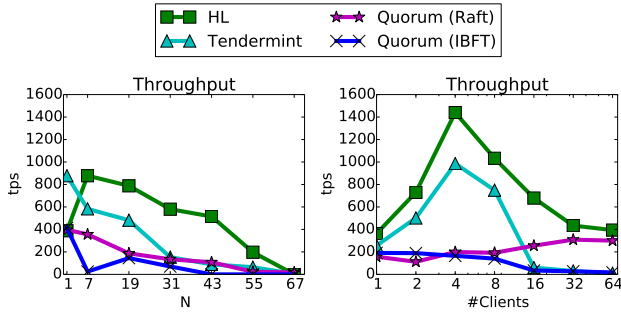 HL
Quorum (Raft)
Tendermint
Quorum (IBFT)
Throughput
1600
1400
1200
1000
800
600
400
200
0
tps
1 7 19 31 43 55 67
N
Throughput
1600
1400
1200
1000
800
600
400
200
0
tps
1 2 4 8 16 32 64
#Clients